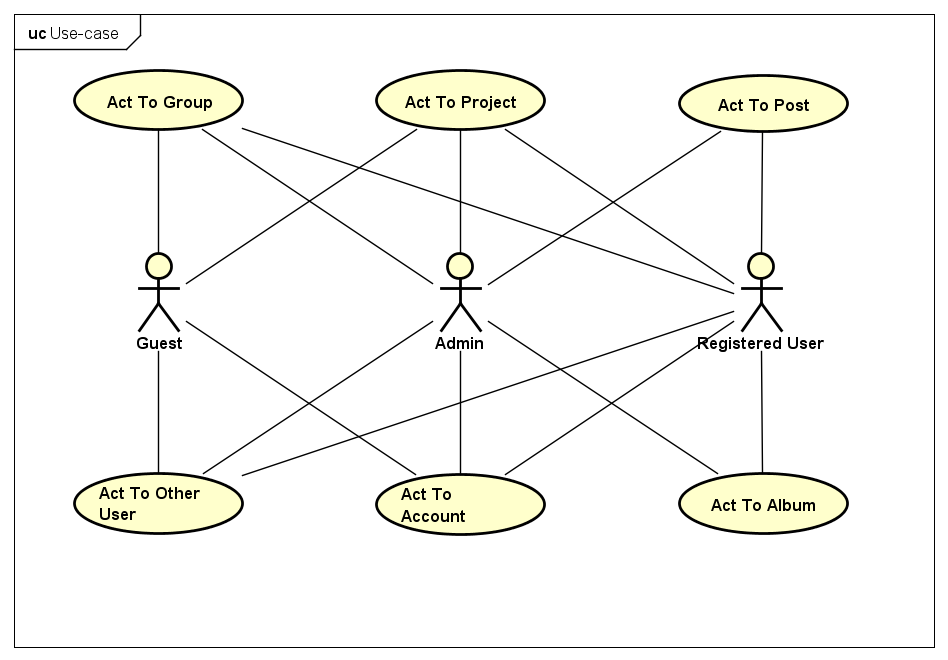 uc Use-case
Act To Group
Act To Project
Act To Post
Guest
Admin
Registered User
Act To Other
User
Act To
Account
Act To Album